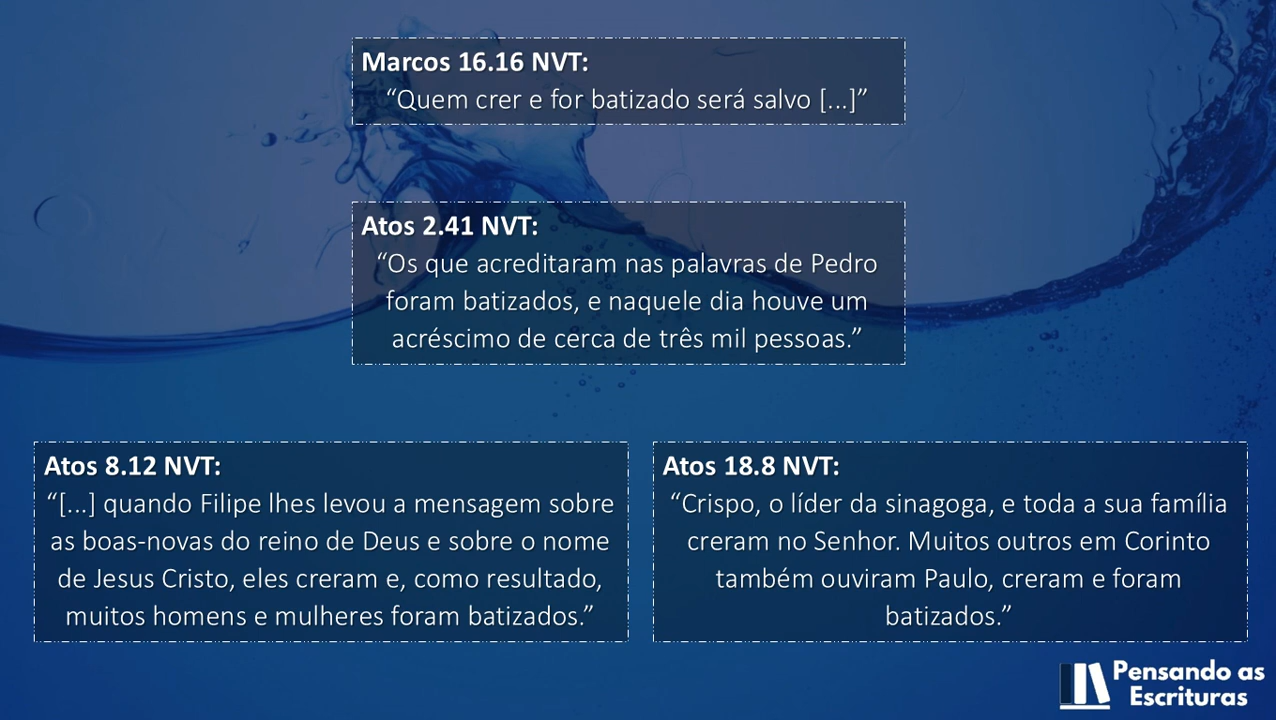 Marcos 16.16 NVT:
“Quem crer e for batizado será salvo [...]”
Atos 2.41 NVT:
“Os que acreditaram nas palavras de Pedro
foram batizados, e naquele dia houve um
acréscimo de cerca de três mil pessoas.”
Atos 8.12 NVT:
“[...] quando Filipe lhes levou a mensagem sobre
as boas-novas do reino de Deus e sobre o nome
de Jesus Cristo, eles creram e, como resultado,
muitos homens e mulheres foram batizados.”
Atos 18.8 NVT:
“Crispo, o líder da sinagoga, e toda a sua família
creram no Senhor. Muitos outros em Corinto
também ouviram Paulo, creram e foram
batizados.”
Pensando as
Escrituras